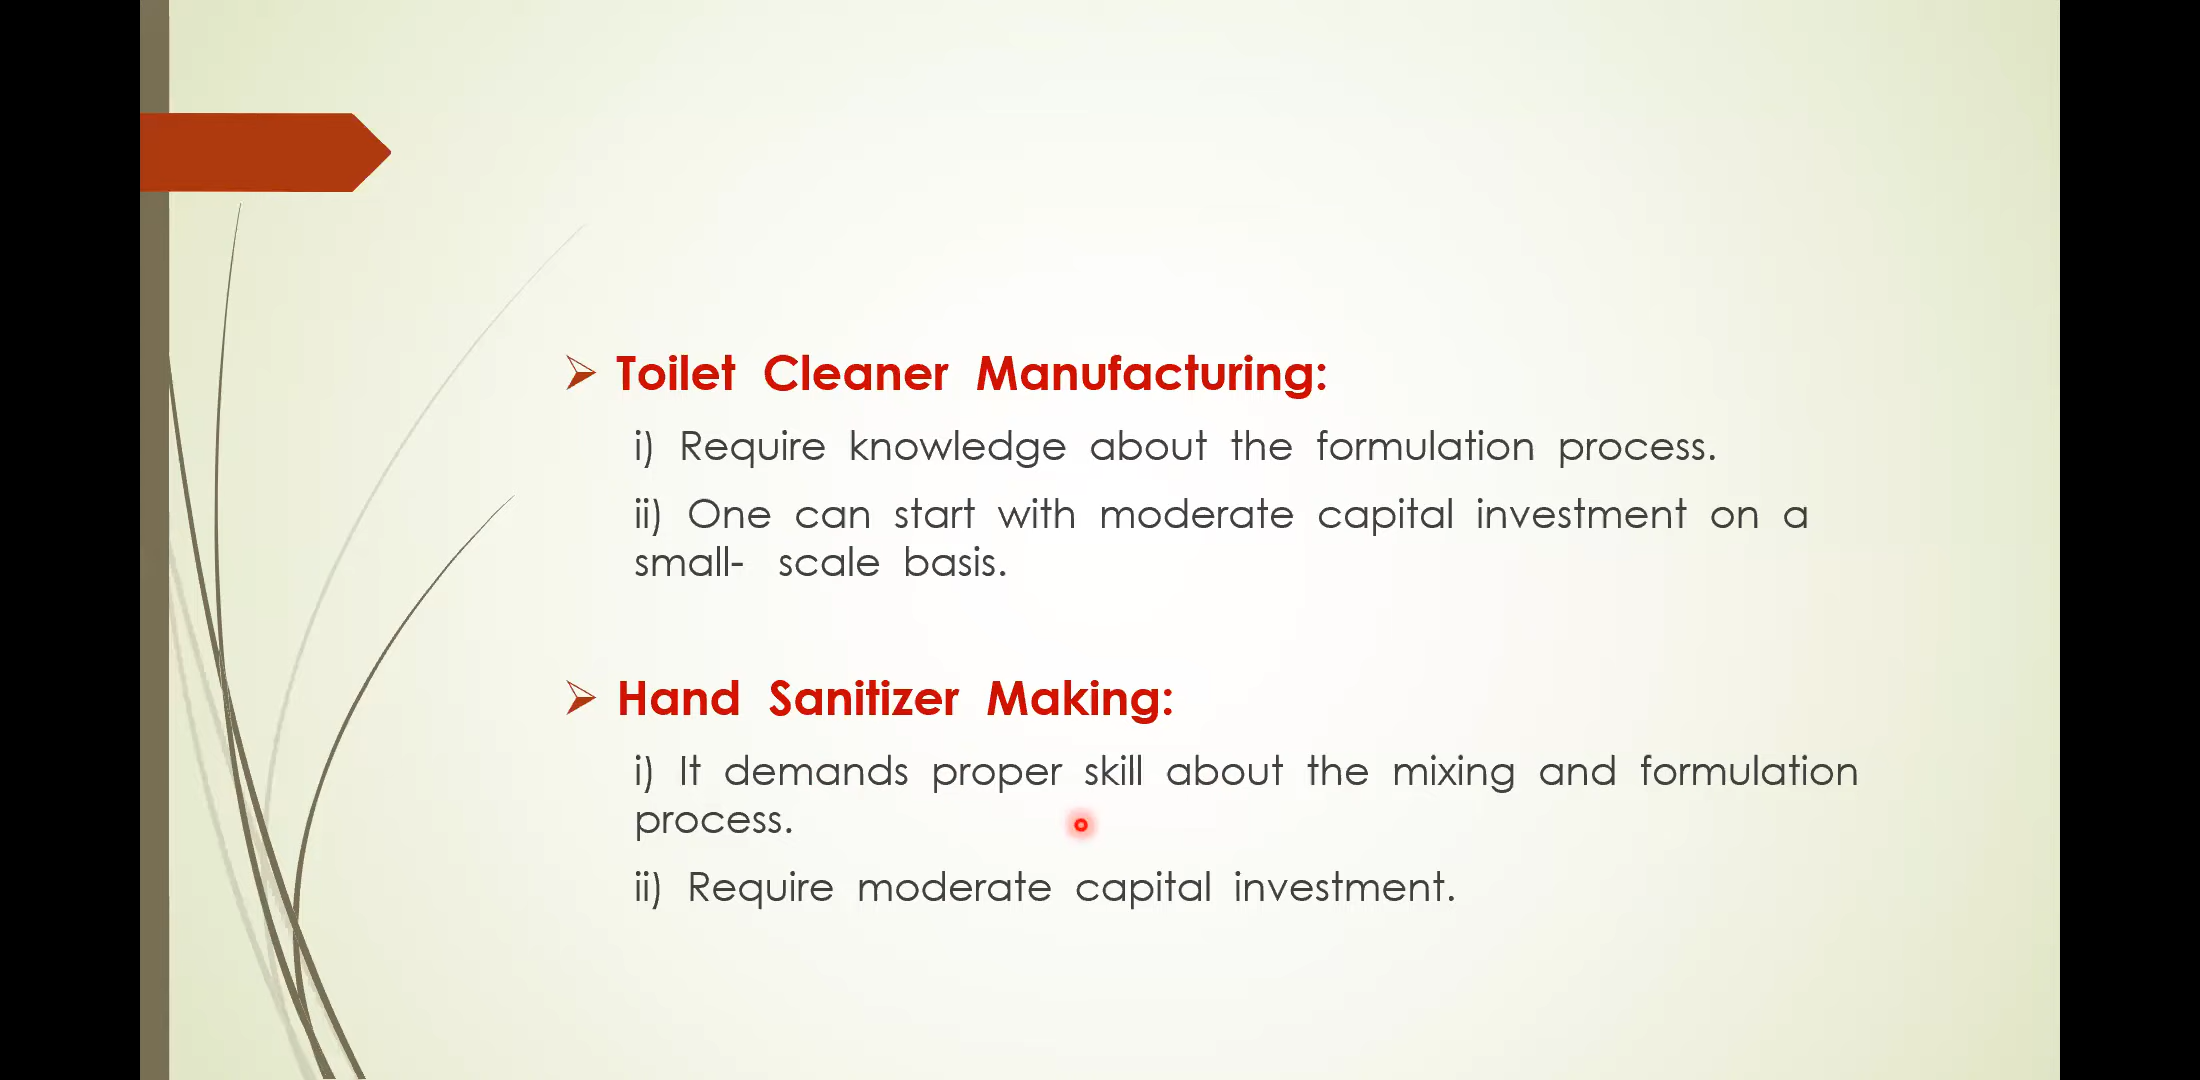 Toilet Cleaner Manufacturing:
i) Require knowledge about the formulation process.
ii) One can start with moderate capital investment on a
small- scale basis.
Hand Sanitizer Making:
i) It demands proper skill about the mixing and formulation
process.
ii) Require moderate capital investment.